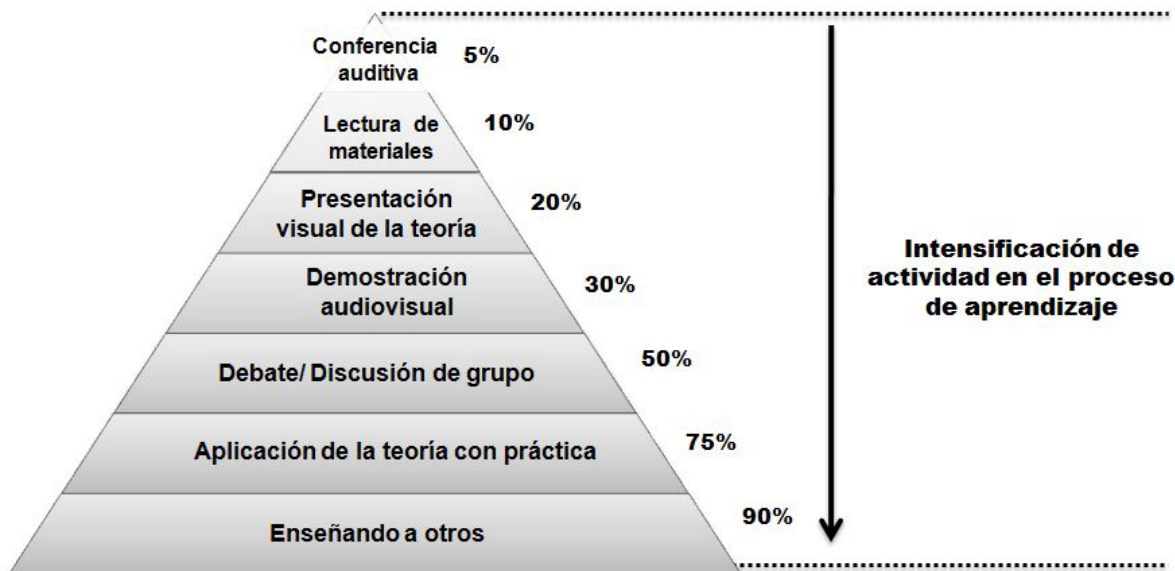 Conferencia
auditiva
5%
Lectura de
materiales
10%
Presentación
visual de la teoría
20%
Demostración
audiovisual
30%
Debate/ Discusión de grupo
50%
Aplicación de la teoría con práctica
75%
Enseñando a otros
90%
Intensificación de
actividad en el proceso
de aprendizaje